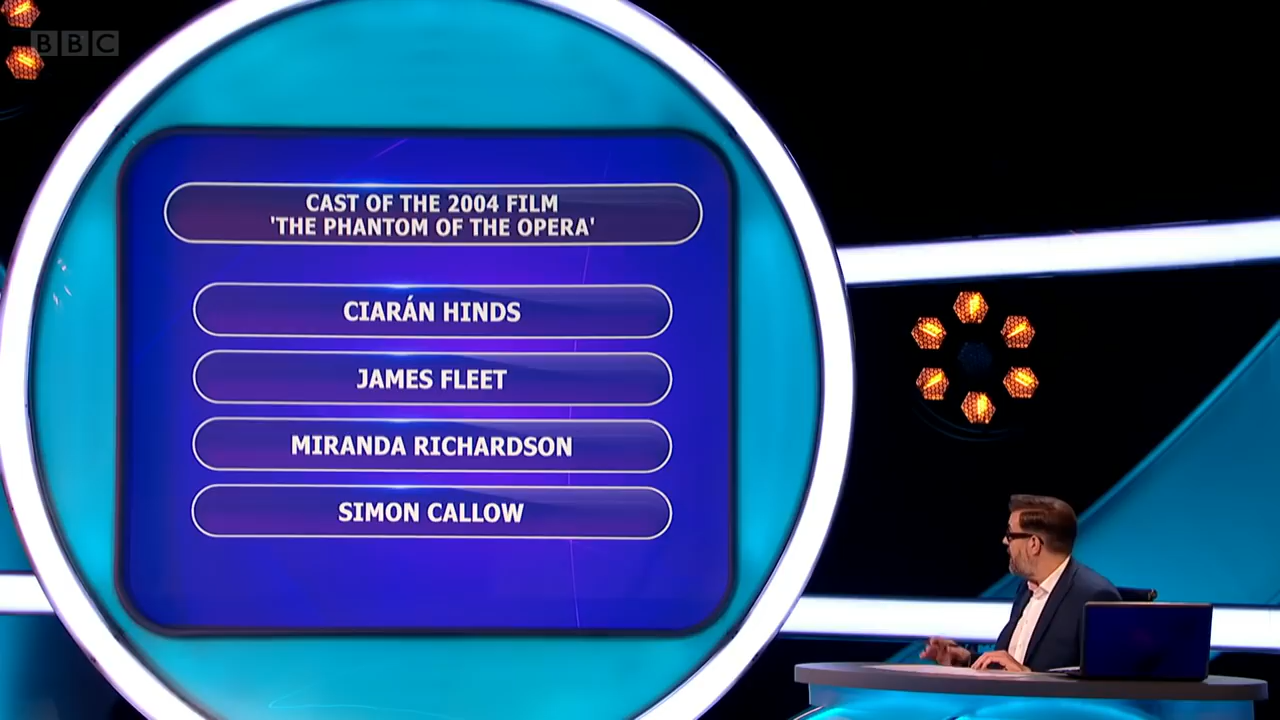 BBC
CAST OF THE 2004 FILM
'THE PHANTOM OF THE OPERA'
CIARÁN HINDS
JAMES FLEET
MIRANDA RICHARDSON
SIMON CALLOW